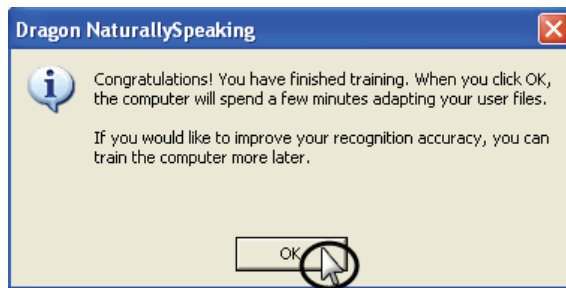 Dragon NaturallySpeaking
Congratulations! You have finished training. When you click OK,
the computer will spend a few minutes adapting your user files.
If you would like to improve your recognition accuracy, you can
train the computer more later.
OK